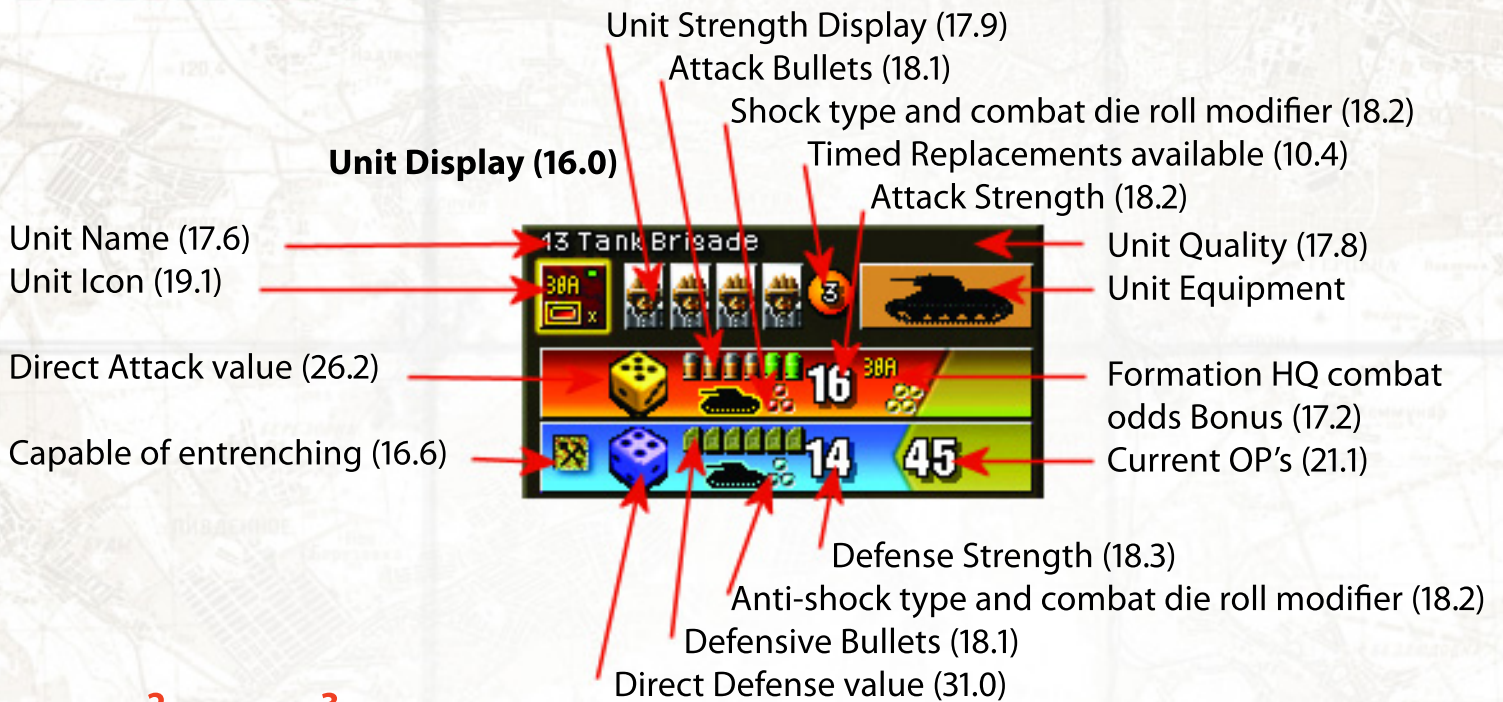 Unit Strength Display (17.9)
Attack Bullets (18.1)
Shock type and combat die roll modifier (18.2)
Unit Display (16.0)
Timed Replacements available (10.4)
Attack Strength (18.2)
Unit Name (17.6)
13 Tank Brigade
Unit Quality (17.8)
Unit Icon (19.1)
38A
x
3
Unit Equipment
Direct Attack value (26.2)
16
38A
Formation HQ combat
odds Bonus (17.2)
Capable of entrenching (16.6)
14
45
Current OP's (21.1)
Defense Strength (18.3)
Anti-shock type and combat die roll modifier (18.2)
Defensive Bullets (18.1)
Direct Defense value (31.0)
2
3